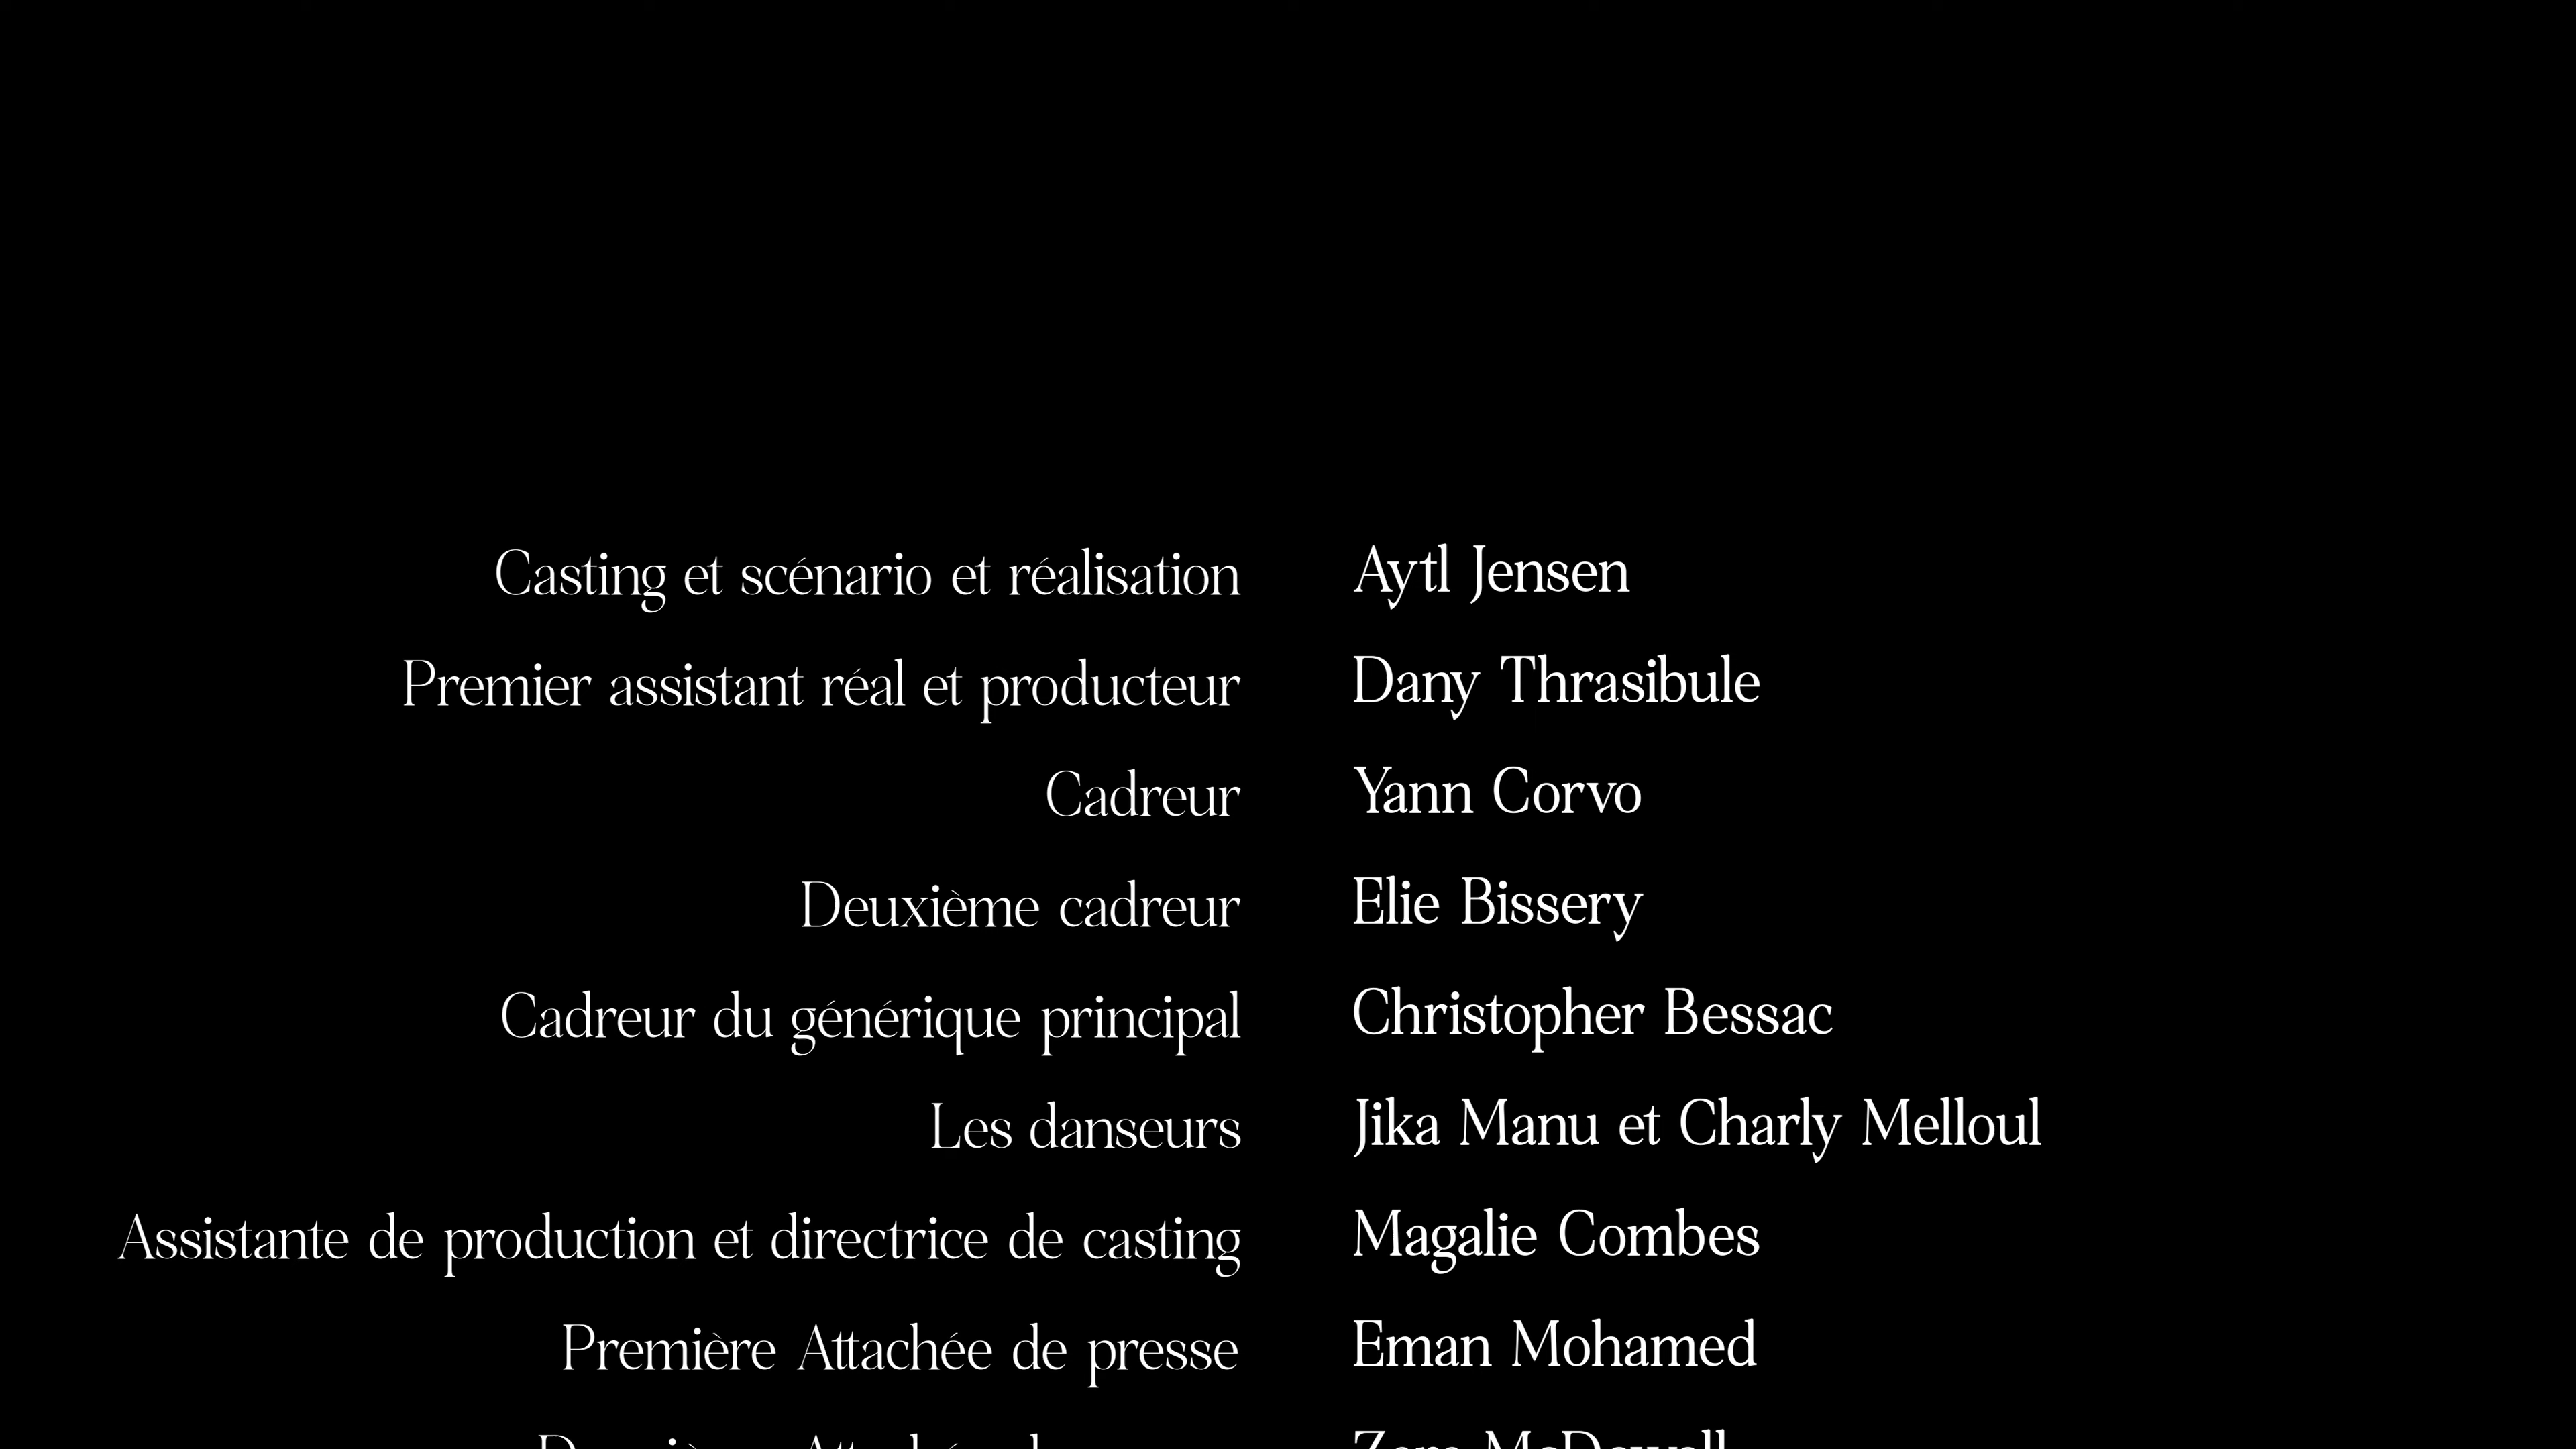 Casting et scénario et réalisation Aytl Jensen
Premier assistant réal et producteur Dany Thrasibule
Cadreur Yann Corvo
Deuxième cadreur Elie Bissery
Cadreur du générique principal Christopher Bessac
Les danseurs Jika Manu et Charly Melloul
Assistante de production et directrice de casting Magalie Combes
Première Attachée de presse Eman Mohamed